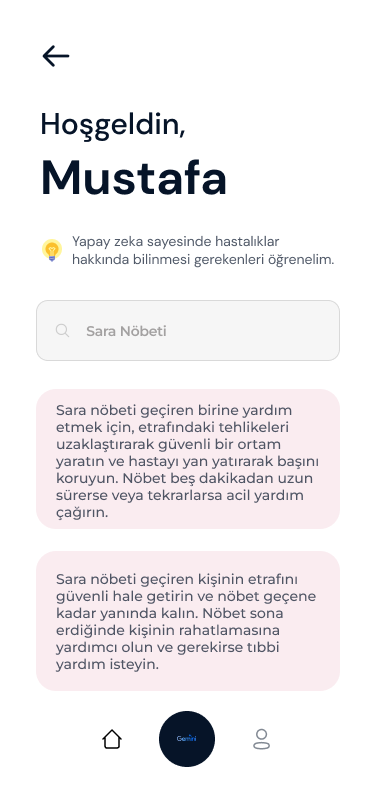 Hoşgeldin,
Mustafa
Yapay zeka sayesinde hastalıklar
hakkında bilinmesi gerekenleri öğrenelim.
Sara Nöbeti
Sara nöbeti geçiren birine yardım
etmek için, etrafındaki tehlikeleri
uzaklaştırarak güvenli bir ortam
yaratın ve hastayı yan yatırarak başını
koruyun. Nöbet beş dakikadan uzun
sürerse veya tekrarlarsa acil yardım
çağırın.
Sara nöbeti geçiren kişinin etrafını
güvenli hale getirin ve nöbet geçene
kadar yanında kalın. Nöbet sona
erdiğinde kişinin rahatlamasına
yardımcı olun ve gerekirse tıbbi
yardım isteyin.
Gemini